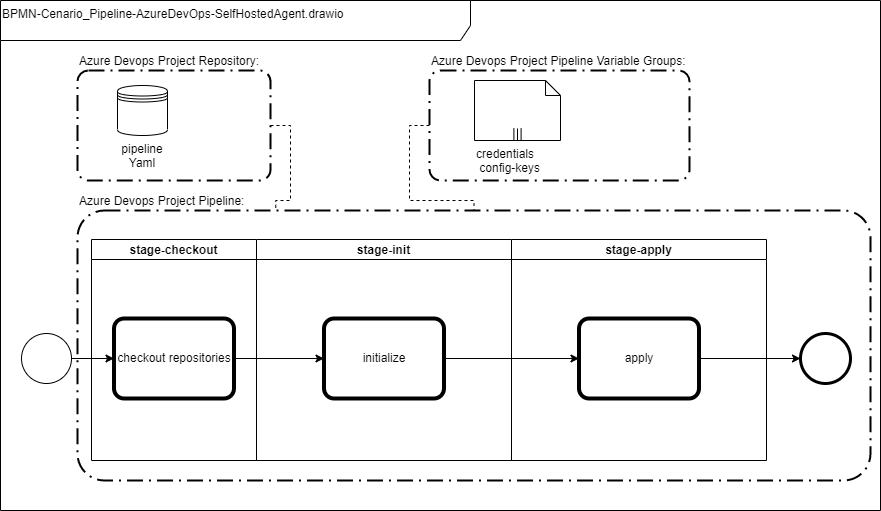 BPMN-Cenario_Pipeline-AzureDevOps-SelfHostedAgent.drawio
Azure Devops Project Repository:
Azure Devops Project Pipeline Variable Groups:
pipeline
Yaml
credentials
config-keys
Azure Devops Project Pipeline:
stage-checkout
stage-init
stage-apply
checkout repositories
initialize
apply